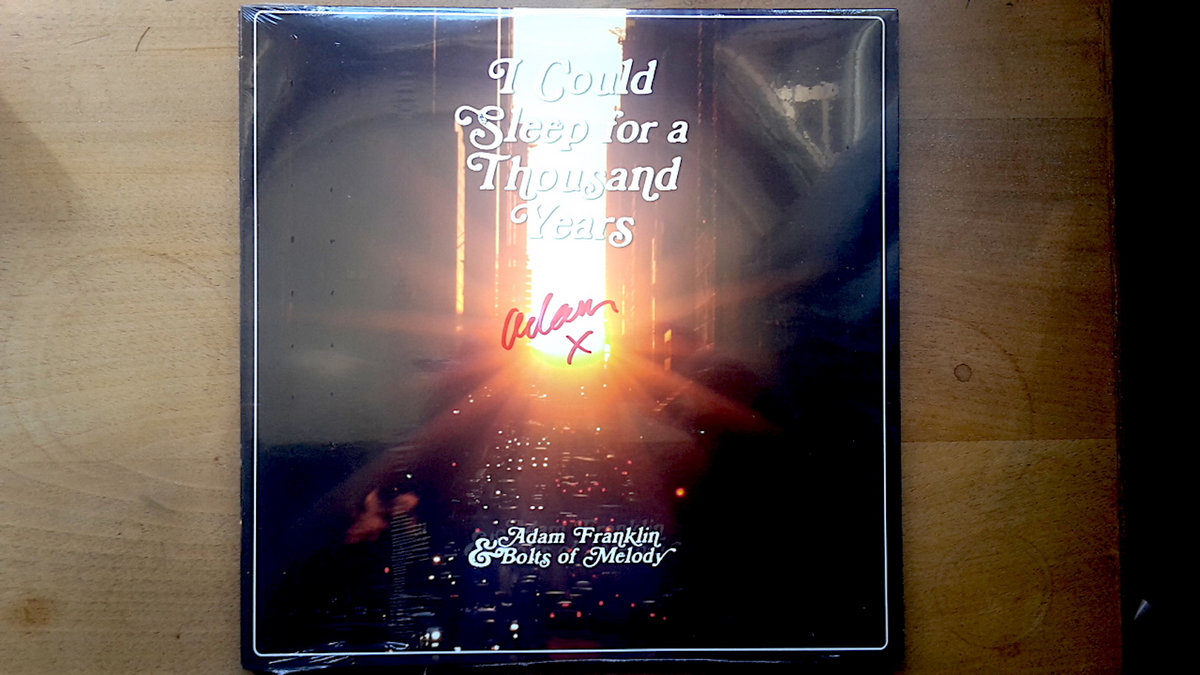 I Could
Sleep for a
Thousand
Years
adam
x
Adam Franklin
& Bolts of Melody